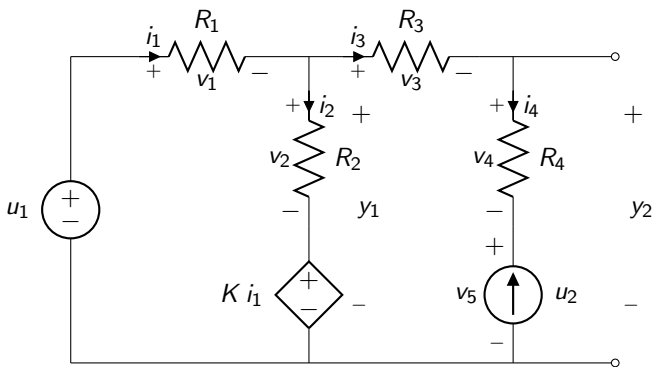 i1 R1 i3 R3
+ v1 − + v3 −
+ i2 + + i4 +
v2 R2 v4 R4
− y1 − y2
+
u1 + − K i1 + − − v5 u2 −
−